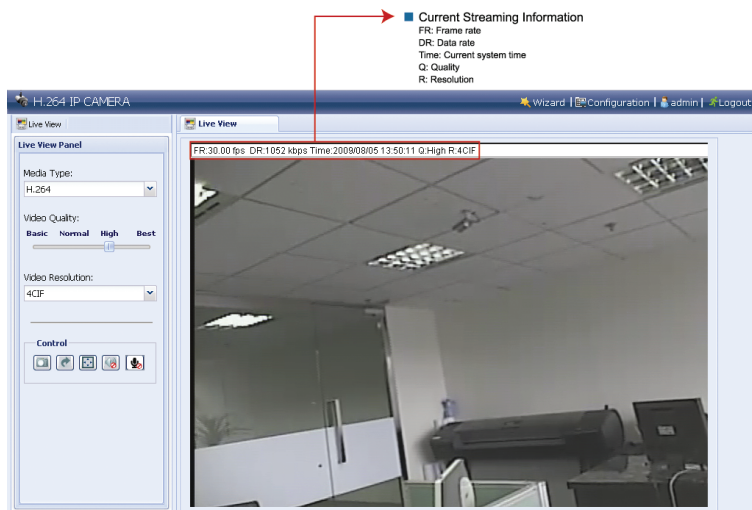 Current Streaming Information
FR: Frame rate
DR: Data rate
Time: Current system time
Q: Quality
R: Resolution
H.264 IP CAMERA
Wizard | Configuration | admin | Logout
Live View
Live View
Live View Panel
FR:30.00 fps DR:1052 kbps Time:2009/08/05 13:50:11 Q:High R:4CIF
Media Type:
H.264
Video Quality:
Basic Normal High Best
Video Resolution:
4CIF
Control